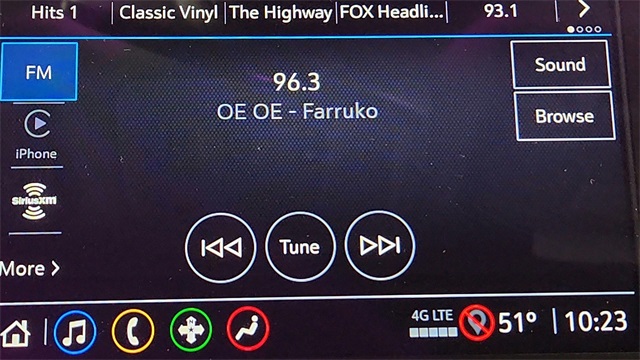 Hits 1
Classic Vinyl
The Highway
FOX Headli...
93.1
FM
96.3
OE OE - Farruko
Sound
Browse
iPhone
SiriusXM
Tune
More
4G LTE
51°
10:23